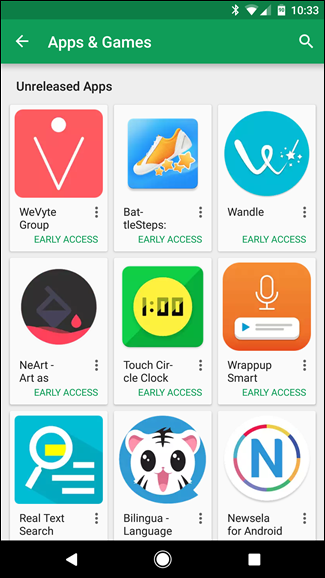 10:33
Apps & Games
Unreleased Apps
WeVyte
Group
EARLY ACCESS
Bat-
tleSteps:
EARLY ACCESS
Wandle
EARLY ACCESS
NeArt -
Art as
EARLY ACCESS
1:00
Touch Cir-
cle Clock
EARLY ACCESS
Wrappup
Smart
EARLY ACCESS
Real Text
Search
Bilingua -
Language
N
Newsela
for Android